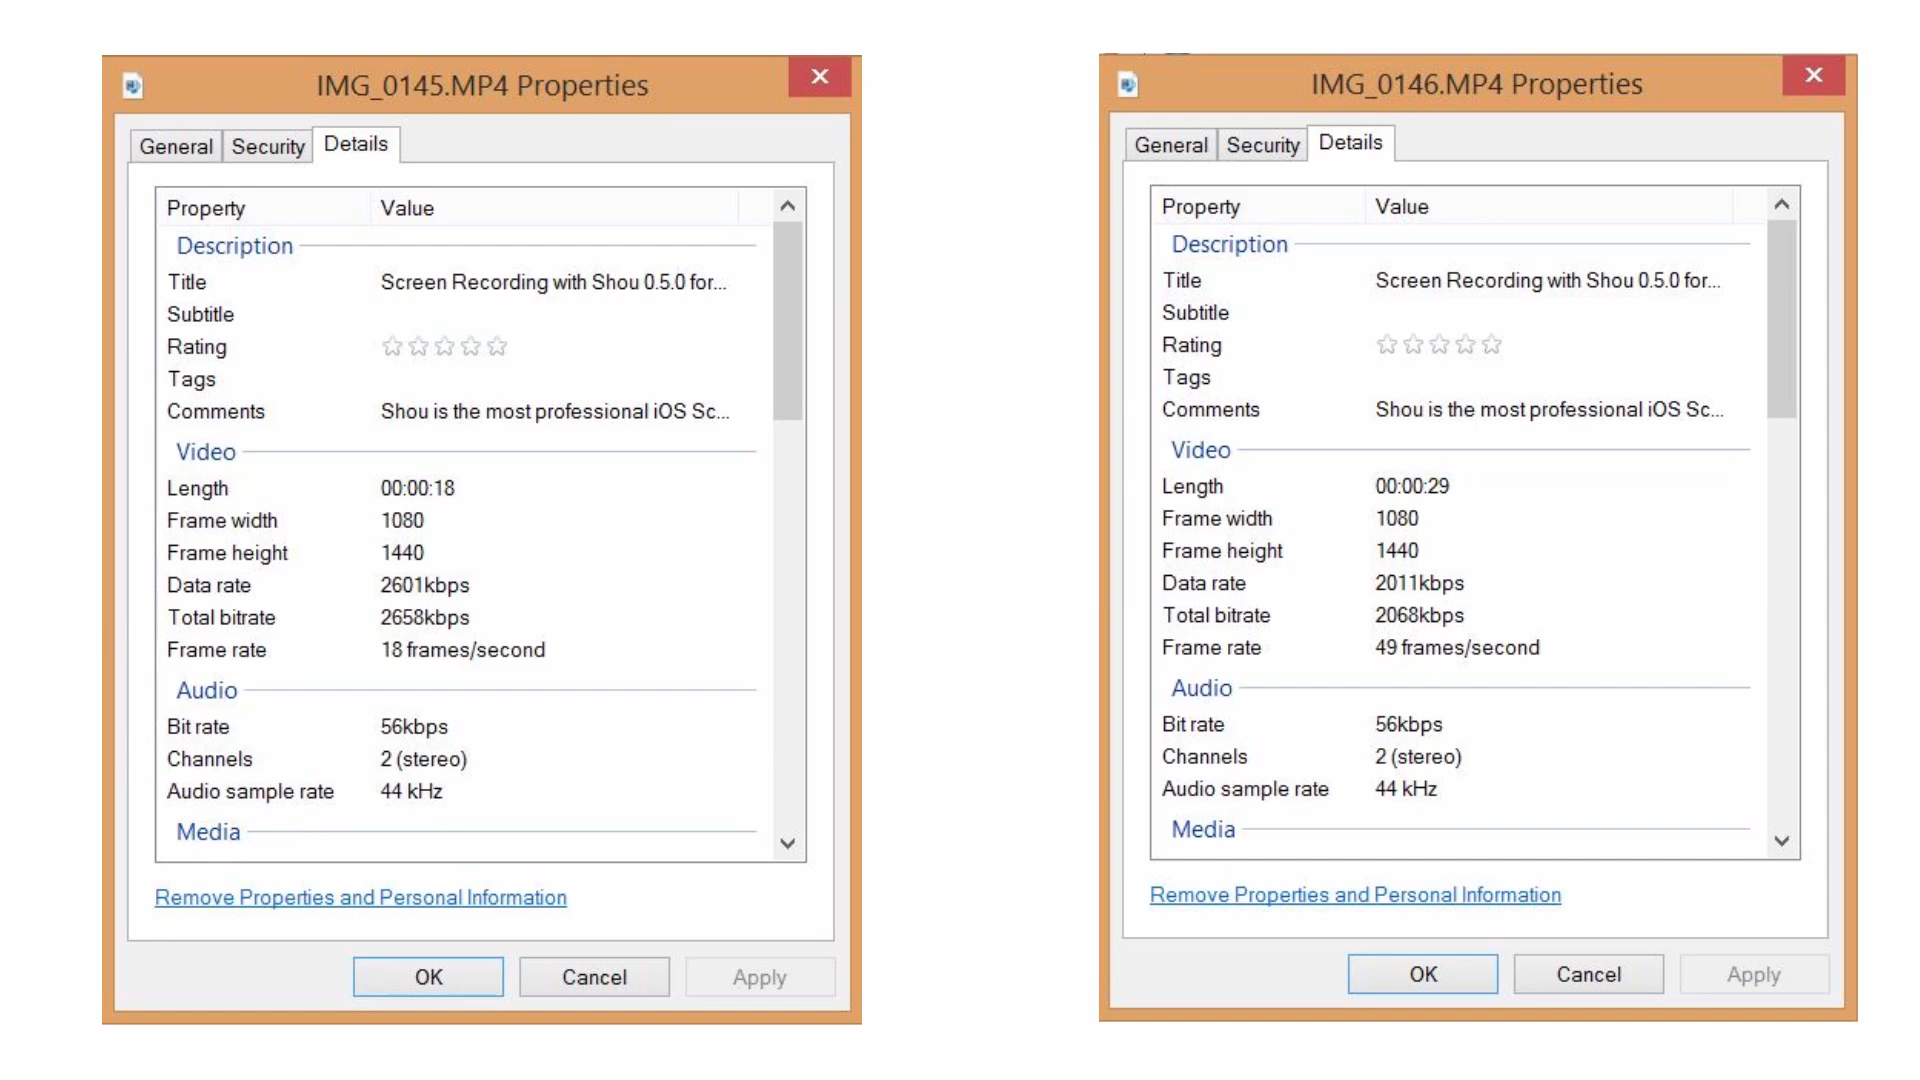 IMG_0145.MP4 Properties
General Security Details
Property Value
Description
Title Screen Recording with Shou 0.5.0 for...
Subtitle
Rating
Tags
Comments Shou is the most professional iOS Sc...
Video
Length 00:00:18
Frame width 1080
Frame height 1440
Data rate 2601kbps
Total bitrate 2658kbps
Frame rate 18 frames/second
Audio
Bit rate 56kbps
Channels 2 (stereo)
Audio sample rate 44 kHz
Media
Remove Properties and Personal Information
OK Cancel Apply
IMG_0146.MP4 Properties
General Security Details
Property Value
Description
Title Screen Recording with Shou 0.5.0 for...
Subtitle
Rating
Tags
Comments Shou is the most professional iOS Sc...
Video
Length 00:00:29
Frame width 1080
Frame height 1440
Data rate 2011kbps
Total bitrate 2068kbps
Frame rate 49 frames/second
Audio
Bit rate 56kbps
Channels 2 (stereo)
Audio sample rate 44 kHz
Media
Remove Properties and Personal Information
OK Cancel Apply